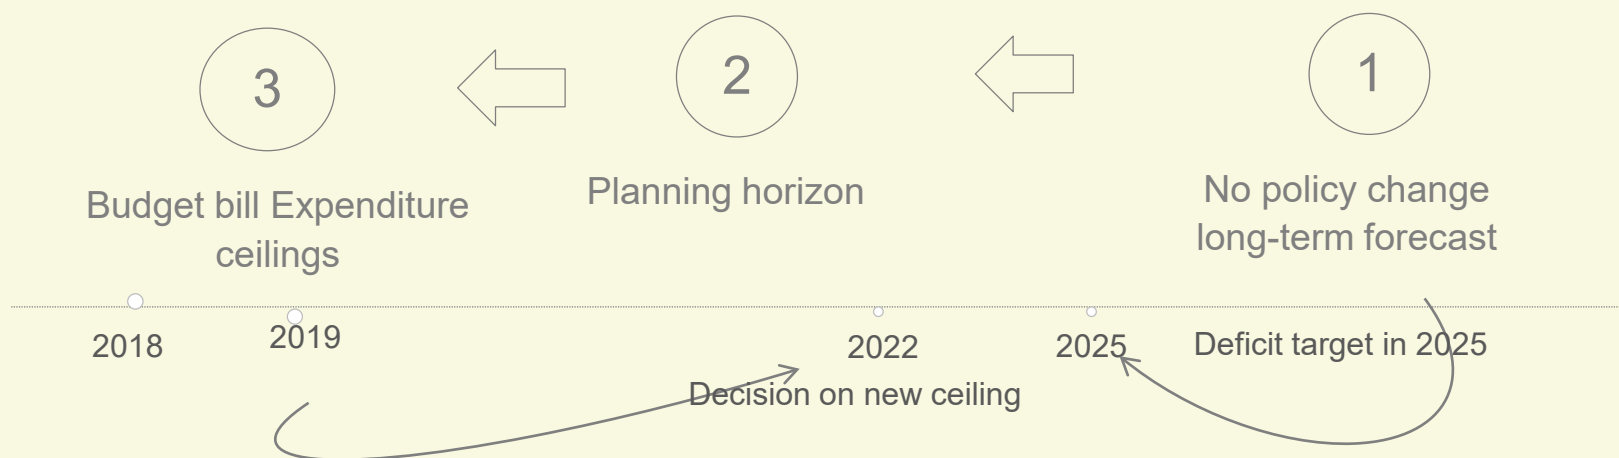 3
2
1
Budget bill Expenditure
ceilings
Planning horizon
No policy change
long-term forecast
2018
2019
2022
2025
Deficit target in 2025
Decision on new ceiling